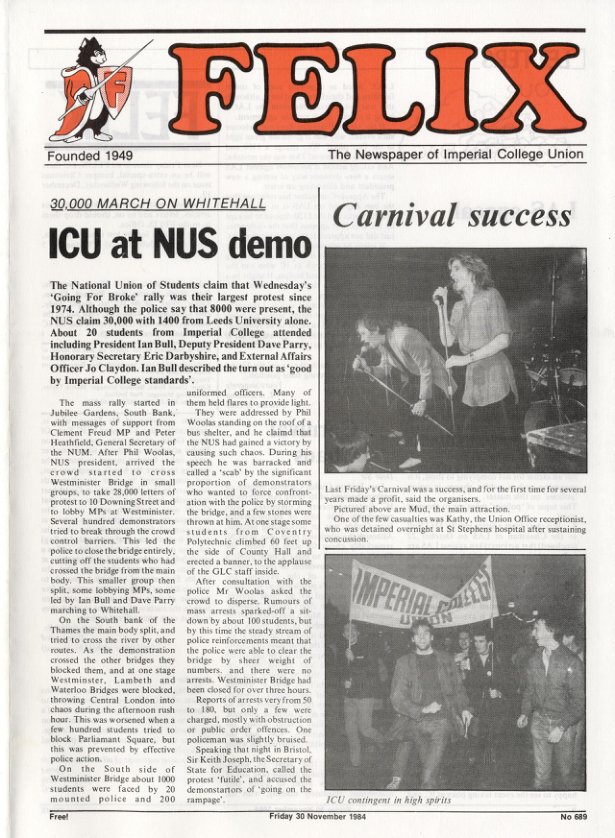 FELIX
Founded 1949
The Newspaper of Imperial College Union
30,000 MARCH ON WHITEHALL
ICU at NUS demo
The National Union of Students claim that Wednesday's
'Going For Broke' rally was their largest protest since
1974. Although the police say that 8000 were present, the
NUS claim 30,000 with 1400 from Leeds University alone.
About 20 students from Imperial College attended
including President Ian Bull, Deputy President Dave Parry,
Honorary Secretary Eric Darbyshire, and External Affairs
Officer Jo Claydon. Ian Bull described the turn out as 'good
by Imperial College standards'.
The mass rally started in
Jubilee Gardens, South Bank,
with messages of support from
Clement Freud MP and Peter
Heathfield, General Secretary of
the NUM. After Phil Woolas,
NUS president, arrived the
crowd started to cross
Westminister Bridge in small
groups, to take 28,000 letters of
protest to 10 Downing Street and
to lobby MPs at Westminister.
Several hundred demonstrators
tried to break through the crowd
control barriers. This led the
police to close the bridge entirely,
cutting off the students who had
crossed the bridge from the main
body. This smaller group then
split, some lobbying MPs, some
led by Ian Bull and Dave Parry
marching to Whitehall.
On the South bank of the
Thames the main body split, and
tried to cross the river by other
routes. As the demonstration
crossed the other bridges they
blocked them, and at one stage
Westminster, Lambeth and
Waterloo Bridges were blocked,
throwing Central London into
chaos during the afternoon rush
hour. This was worsened when a
few hundred students tried to
block Parliamant Square, but
this was prevented by effective
police action.
On the South side of
Westminister Bridge about 1000
students were faced by 20
mounted police and 200
uniformed officers. Many of
them held flares to provide light.
They were addressed by Phil
Woolas standing on the roof of a
bus shelter, and he claimd that
the NUS had gained a victory by
causing such chaos. During his
speech he was barracked and
called a 'scab' by the significant
proportion of demonstrators
who wanted to force confront-
ation with the police by storming
the bridge, and a few stones were
thrown at him. At one stage some
students from Coventry
Polytechnic climbed 60 feet up
the side of County Hall and
erected a banner, to the applause
of the GLC staff inside.
After consultation with the
police Mr Woolas asked the
crowd to disperse. Rumours of
mass arrests sparked-off a sit-
down by about 100 students, but
by this time the steady stream of
police reinforcements meant that
the police were able to clear the
bridge by sheer weight of
numbers, and there were no
arrests. Westminister Bridge had
been closed for over three hours.
Reports of arrests very from 50
to 180, but only a few were
charged, mostly with obstruction
or public order offences. One
policeman was slightly bruised.
Speaking that night in Bristol,
Sir Keith Joseph, the Secretary of
State for Education, called the
protest 'futile', and accused the
demonstartors of 'going on the
rampage'.
Carnival success
Last Friday's Carnival was a success, and for the first time for several
years made a profit, said the organisers.
Pictured above are Mud, the main attraction.
One of the few casualties was Kathy, the Union Office receptionist,
who was detained overnight at St Stephens hospital after sustaining
concussion.
IMPERIAL COLLEGE
UNION
ICU contingent in high spirits
Free!
Friday 30 November 1984
No 689